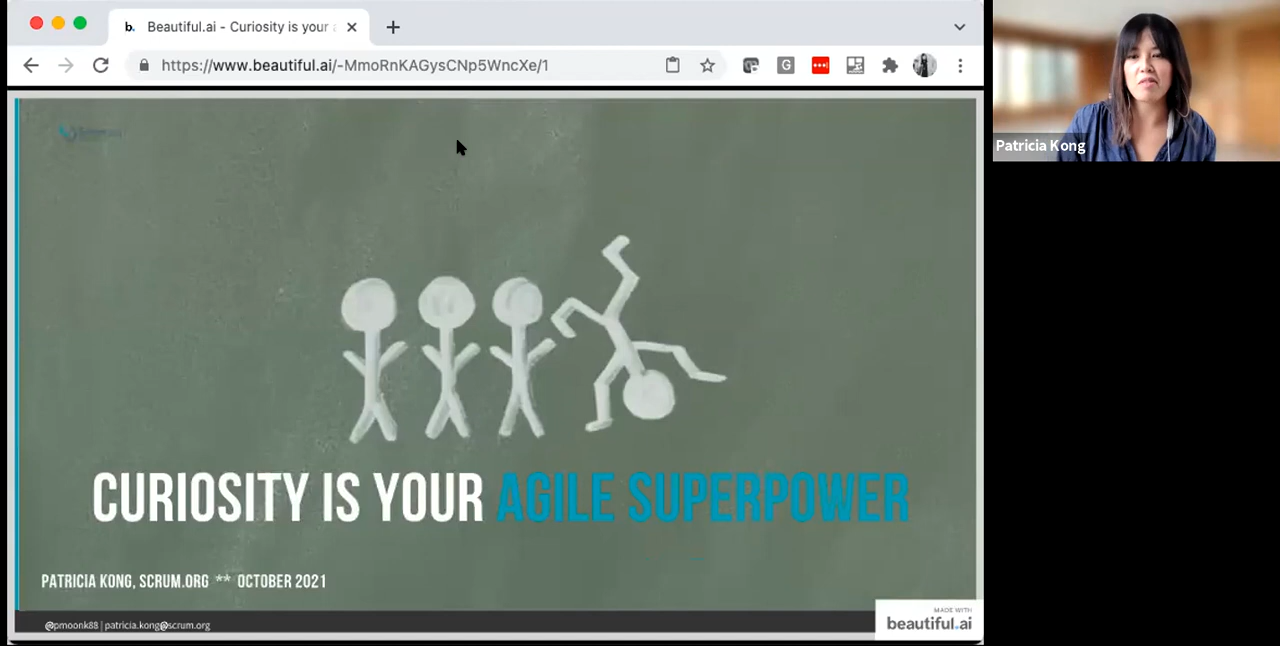 b. Beautiful.ai - Curiosity is your a
https://www.beautiful.ai/-MmoRnKAGysCNp5WncXe/1
G
Patricia Kong
CURIOSITY IS YOUR AGILE SUPERPOWER
PATRICIA KONG, SCRUM.ORG ** OCTOBER 2021
@pmoonk88 | patricia.kong@scrum.org
MADE WITH
beautiful.ai